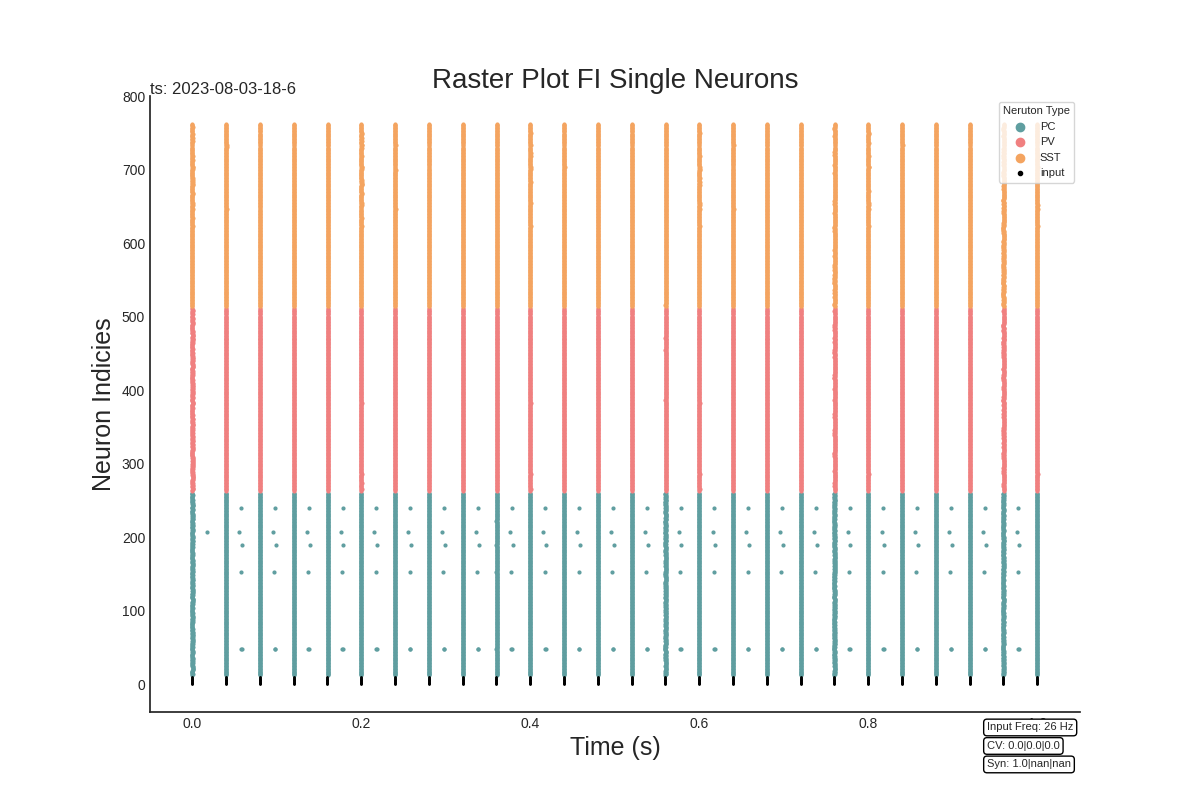 Raster Plot FI Single Neurons
ts: 2023-08-03-18-6
Neruton Type
PC
PV
SST
input
Neuron Indicies
800
700
600
500
400
300
200
100
0
0.0 0.2 0.4 0.6 0.8
Time (s)
Input Freq: 26 Hz
CV: 0.0|0.0|0.0
Syn: 1.0|nan|nan